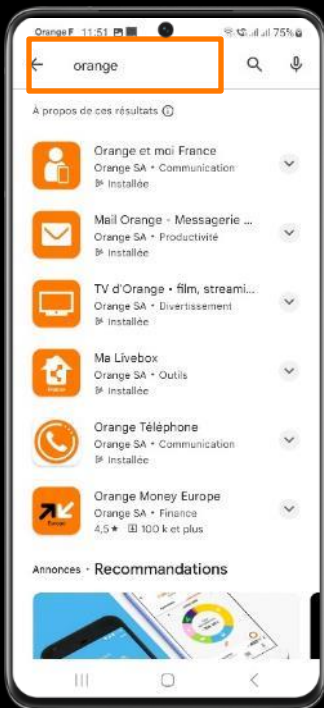 Orange F 11:51 75%
orange
À propos de ces résultats
Orange et moi France
Orange SA • Communication
Installée
Mail Orange - Messagerie ...
Orange SA • Productivité
Installée
TV d'Orange • film, streami...
Orange SA • Divertissement
Installée
Ma Livebox
Orange SA • Outils
Installée
Orange Téléphone
Orange SA • Communication
Installée
Orange Money Europe
Orange SA • Finance
4,5★ 100 k et plus
Annonces • Recommandations